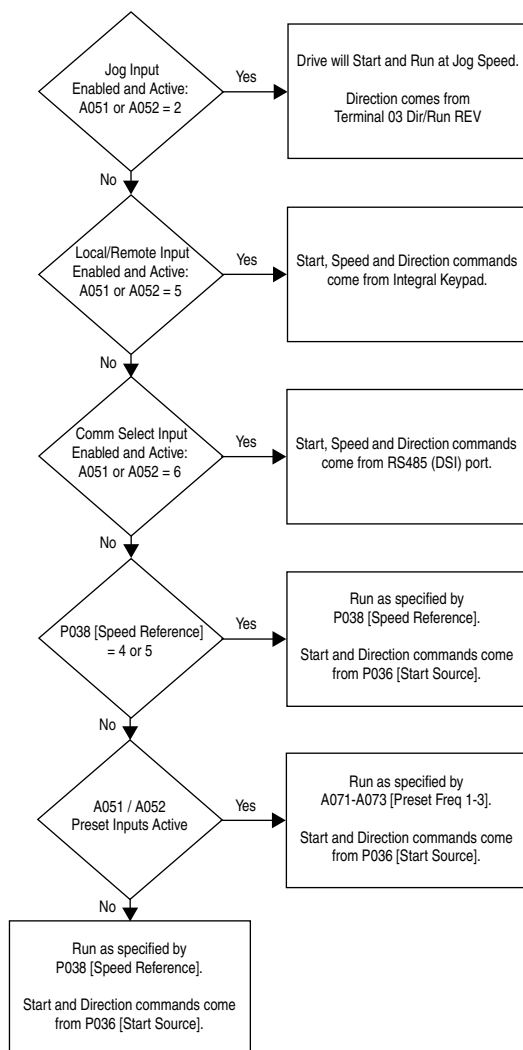 Jog Input
Enabled and Active:
A051 or A052 = 2
Yes
Drive will Start and Run at Jog Speed.
Direction comes from
Terminal 03 Dir/Run REV
No
Local/Remote Input
Enabled and Active:
A051 or A052 = 5
Yes
Start, Speed and Direction commands
come from Integral Keypad.
No
Comm Select Input
Enabled and Active:
A051 or A052 = 6
Yes
Start, Speed and Direction commands
come from RS485 (DSI) port.
No
P038 [Speed Reference]
= 4 or 5
Yes
Run as specified by
P038 [Speed Reference].
Start and Direction commands come
from P036 [Start Source].
No
A051 / A052
Preset Inputs Active
Yes
Run as specified by
A071-A073 [Preset Freq 1-3].
Start and Direction commands come
from P036 [Start Source].
No
Run as specified by
P038 [Speed Reference].
Start and Direction commands come
from P036 [Start Source].